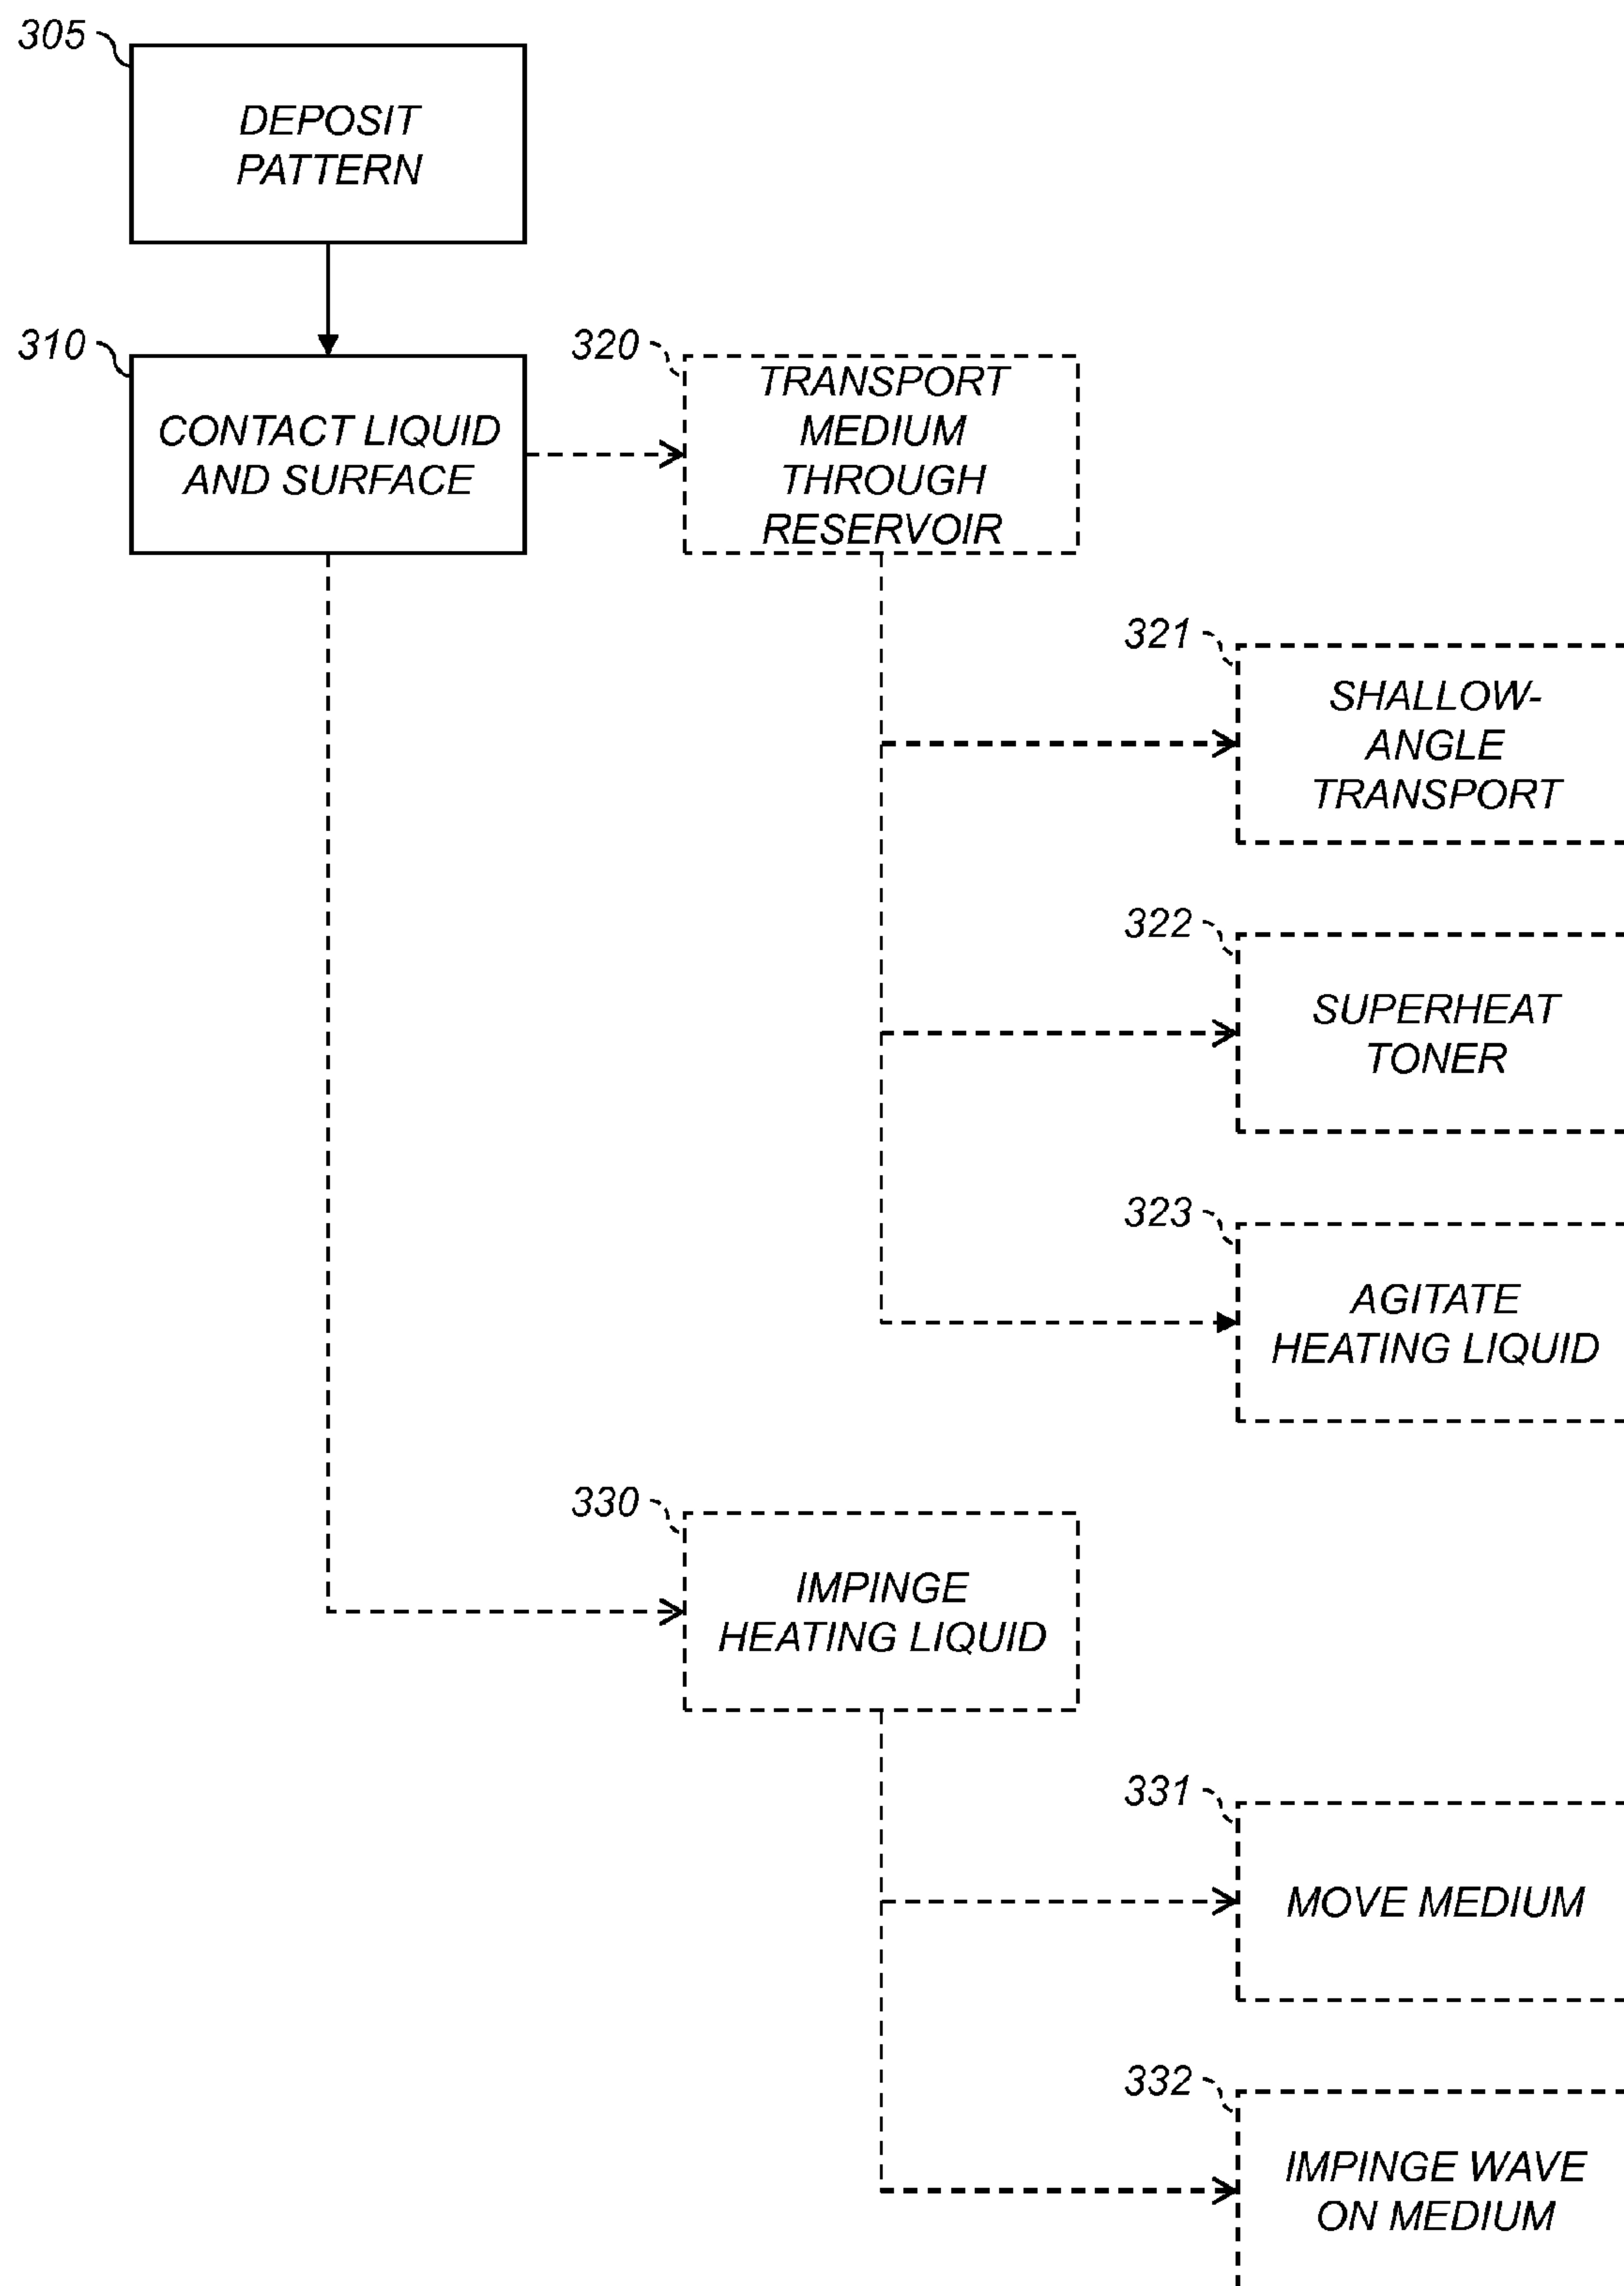 305
DEPOSIT
PATTERN
310
CONTACT LIQUID
AND SURFACE
320
TRANSPORT
MEDIUM
THROUGH
RESERVOIR
321
SHALLOW-
ANGLE
TRANSPORT
322
SUPERHEAT
TONER
323
AGITATE
HEATING LIQUID
330
IMPINGE
HEATING LIQUID
331
MOVE MEDIUM
332
IMPINGE WAVE
ON MEDIUM